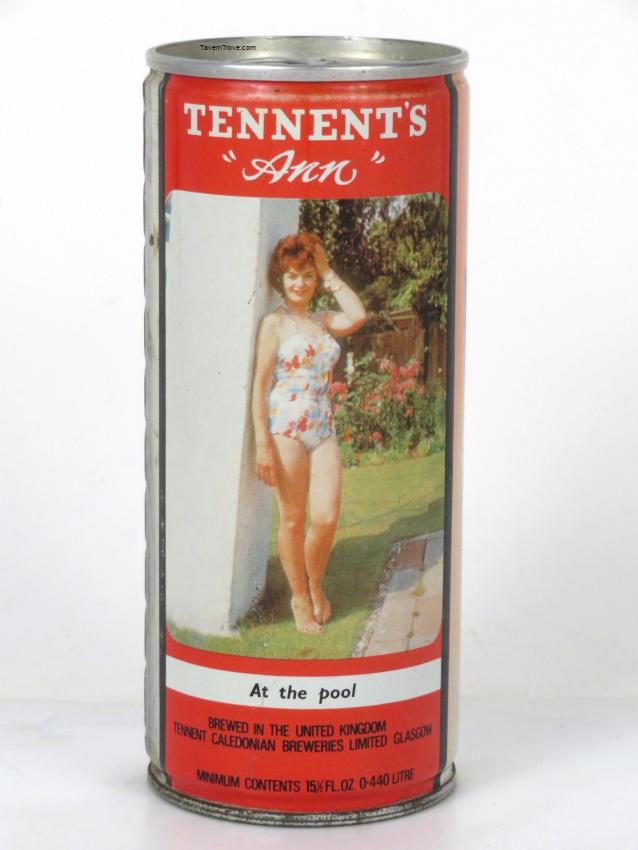 TavernTrove.com
TENNENT'S
"Ann"
At the pool
BREWED IN THE UNITED KINGDOM
TENNENT CALEDONIAN BREWERIES LIMITED GLASGOW
MINIMUM CONTENTS 15½ FL.OZ. 0·440 LITRE